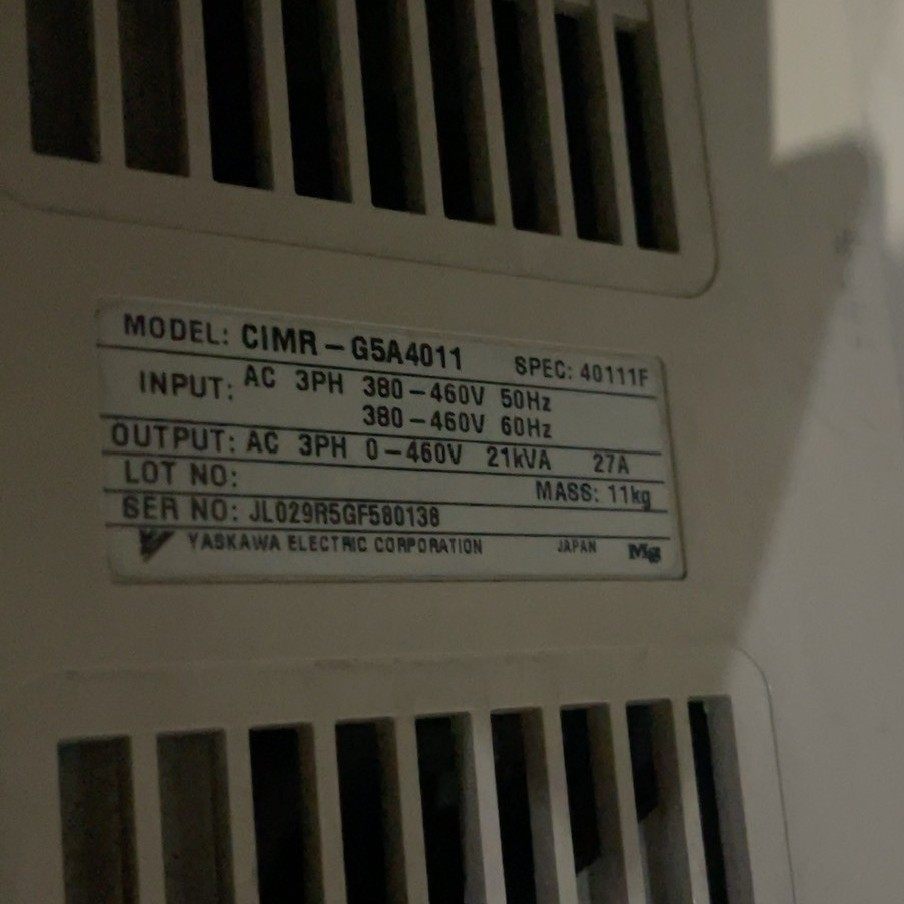 MODEL: CIMR-G5A4011 SPEC: 40111F
INPUT: AC 3PH 380-460V 50Hz
380-460V 60Hz
OUTPUT: AC 3PH 0-460V 21kVA 27A
LOT NO: MASS: 11kg
SER NO: JL029R5GF580138
YASKAWA ELECTRIC CORPORATION JAPAN Mg